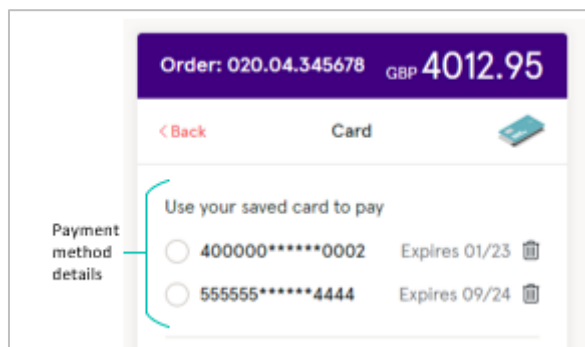 Order: 020.04.345678 GBP 4012.95
< Back Card
Use your saved card to pay
Payment method details
400000******0002 Expires 01/23
555555******4444 Expires 09/24